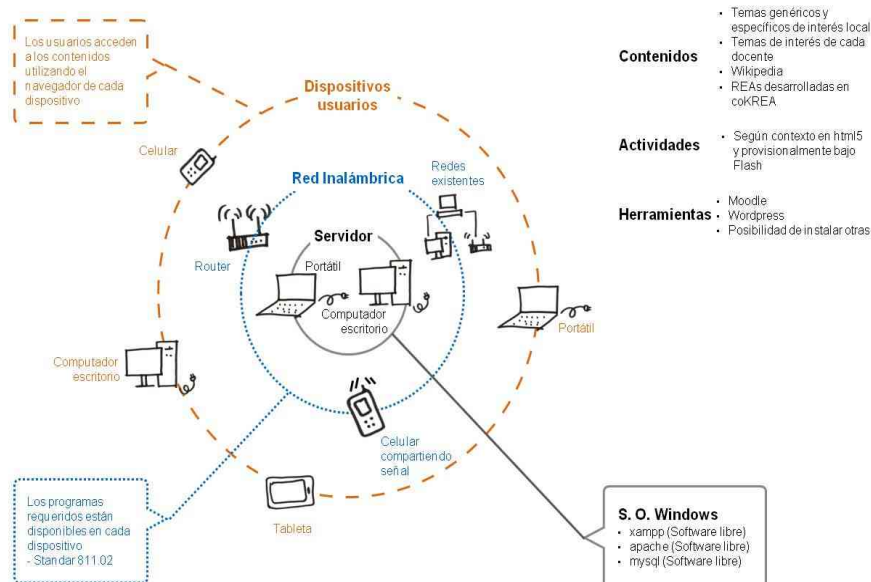 Los usuarios acceden
a los contenidos
utilizando el
navegador de cada
dispositivo
Dispositivos
usuarios
Celular
Red Inalámbrica
Redes
existentes
Router
Servidor
Portátil
Computador
escritorio
Portátil
Computador
escritorio
Celular
compartiendo
señal
Tableta
Los programas
requeridos están
disponibles en cada
dispositivo
- Standar 811.02
Contenidos
• Temas genéricos y
específicos de interés local
• Temas de interés de cada
docente
• Wikipedia
• REAs desarrolladas en
coKREA
Actividades
• Según contexto en html5
y provisionalmente bajo
Flash
Herramientas
• Moodle
• Wordpress
• Posibilidad de instalar otras
S. O. Windows
• xampp (Software libre)
• apache (Software libre)
• mysql (Software libre)